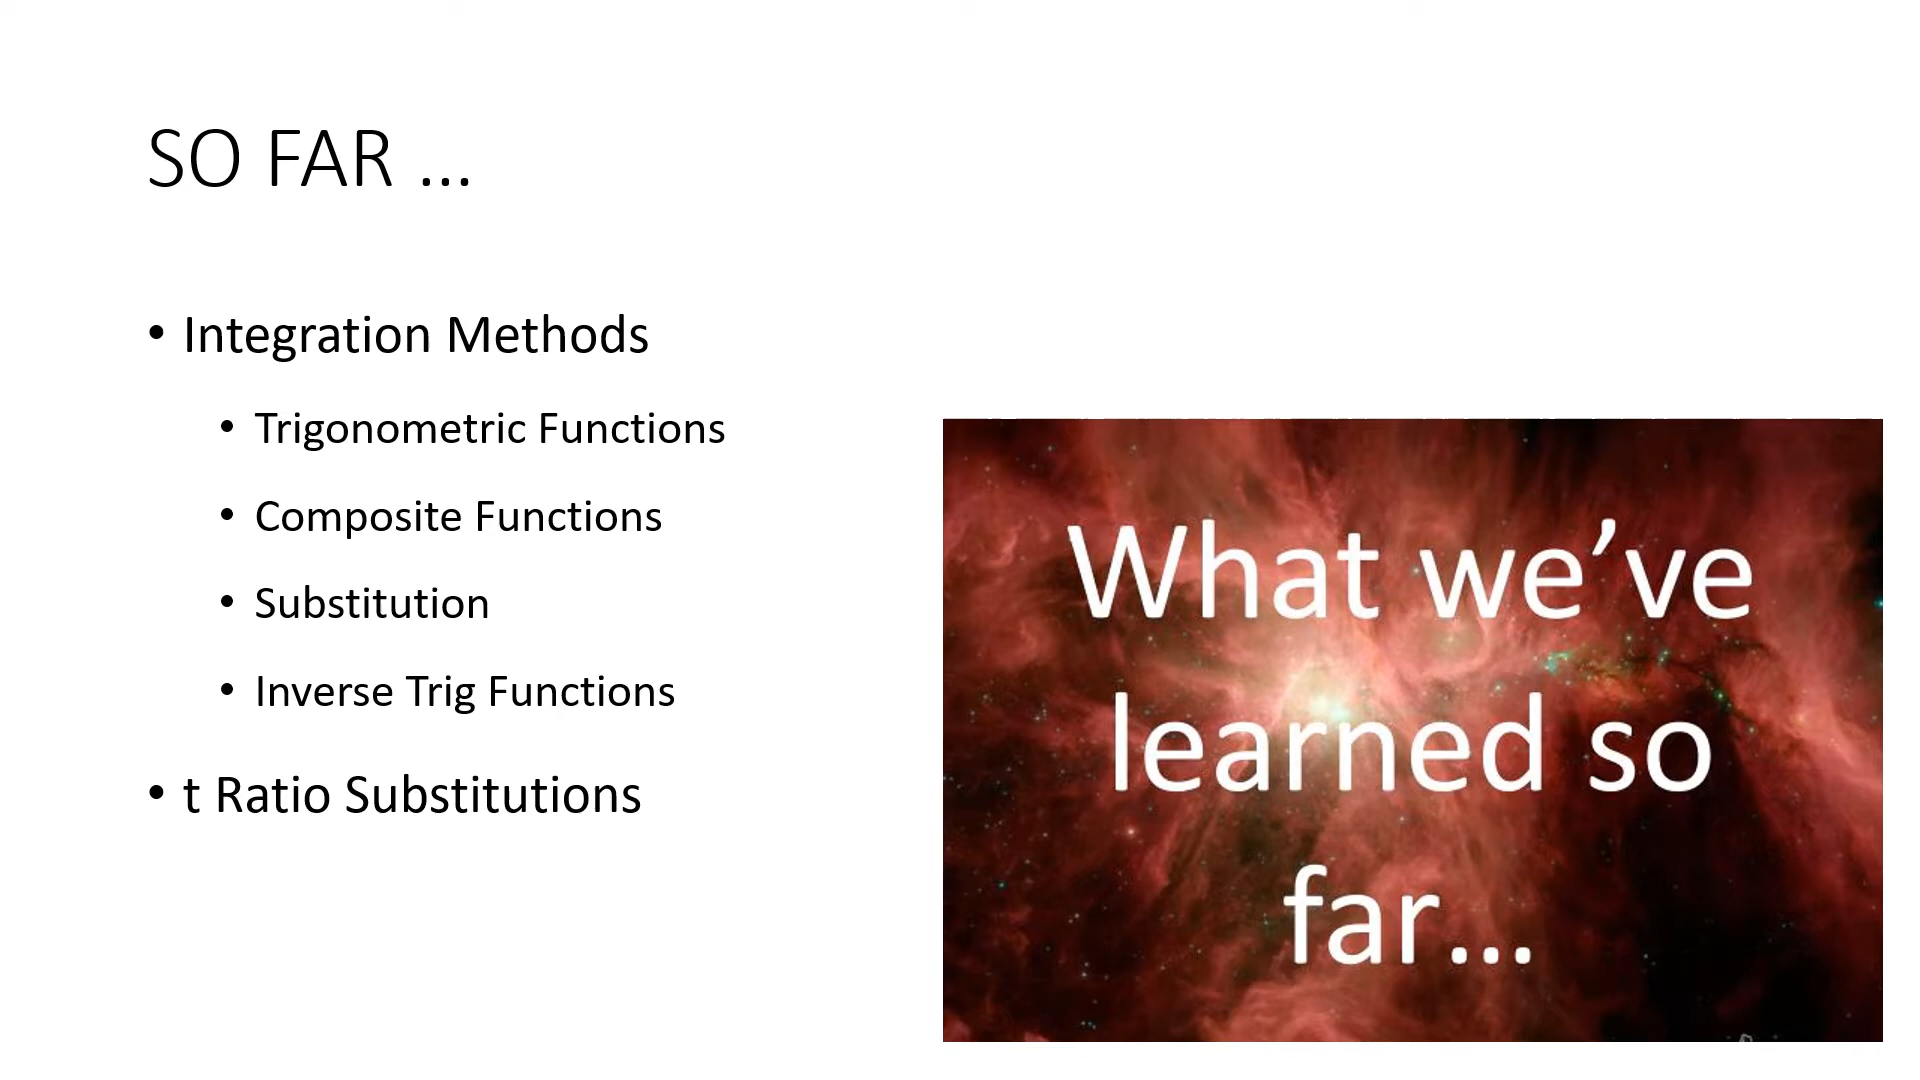 SO FAR ...
• Integration Methods
• Trigonometric Functions
• Composite Functions
• Substitution
• Inverse Trig Functions
• t Ratio Substitutions
What we’ve
learned so
far...